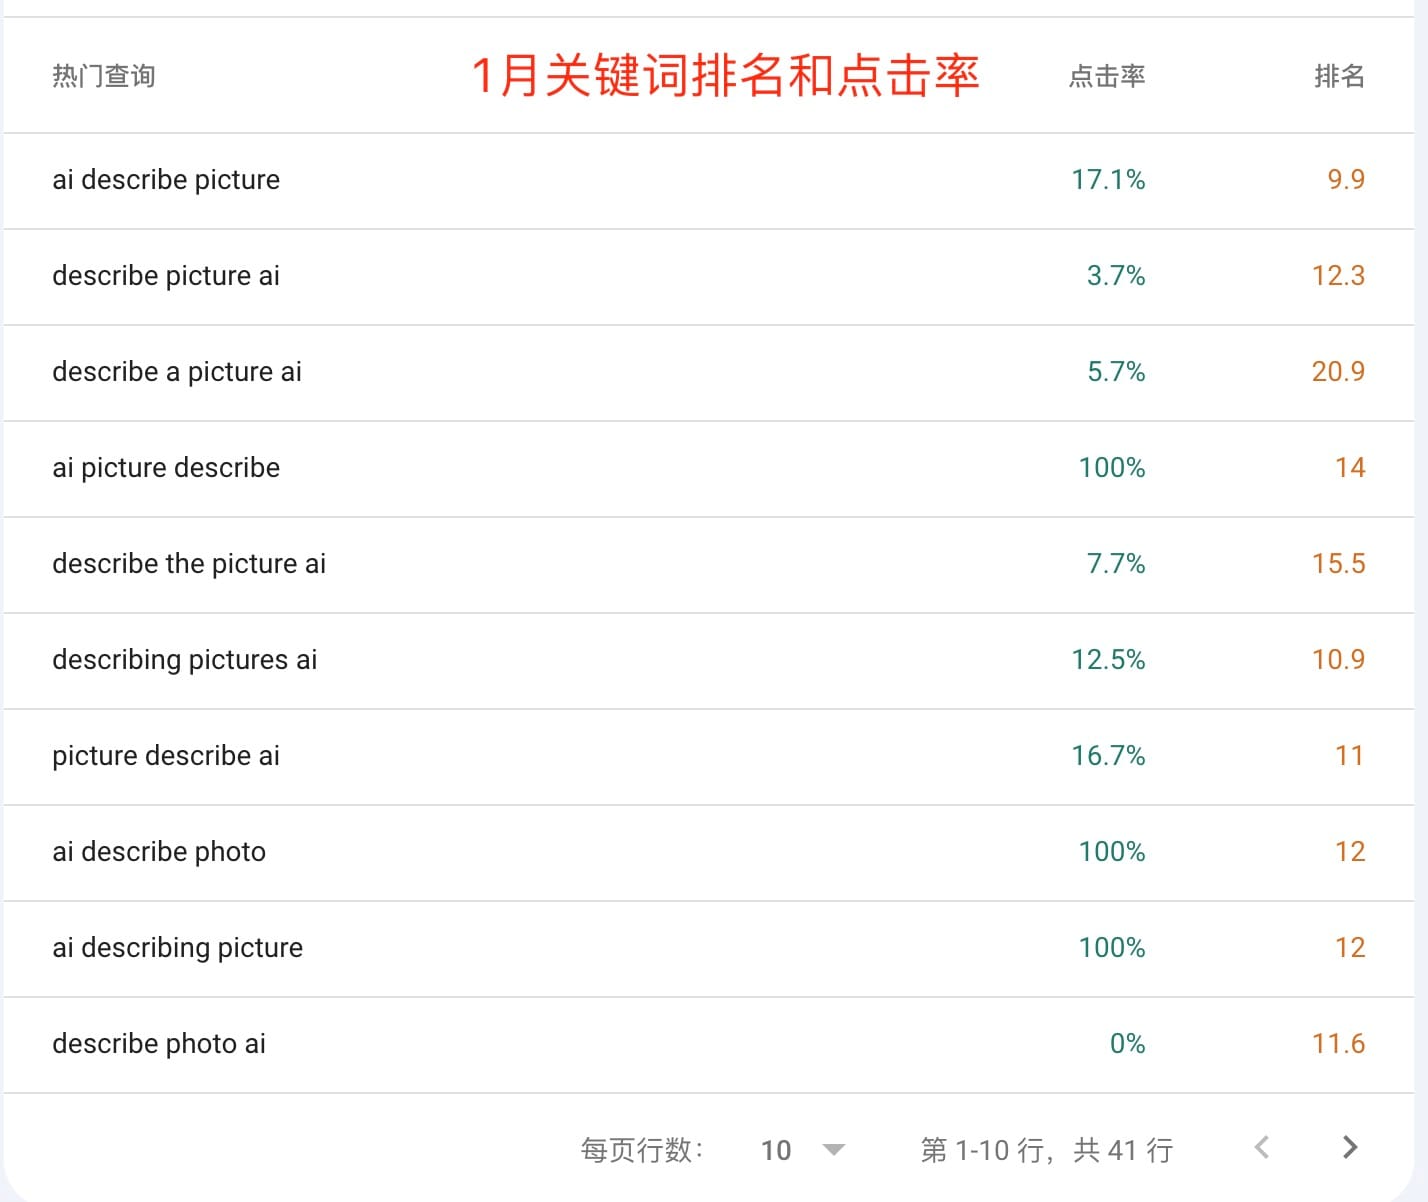 热门查询 1月关键词排名和点击率 点击率 排名
ai describe picture 17.1% 9.9
describe picture ai 3.7% 12.3
describe a picture ai 5.7% 20.9
ai picture describe 100% 14
describe the picture ai 7.7% 15.5
describing pictures ai 12.5% 10.9
picture describe ai 16.7% 11
ai describe photo 100% 12
ai describing picture 100% 12
describe photo ai 0% 11.6
每页行数： 10 第 1-10 行，共 41 行